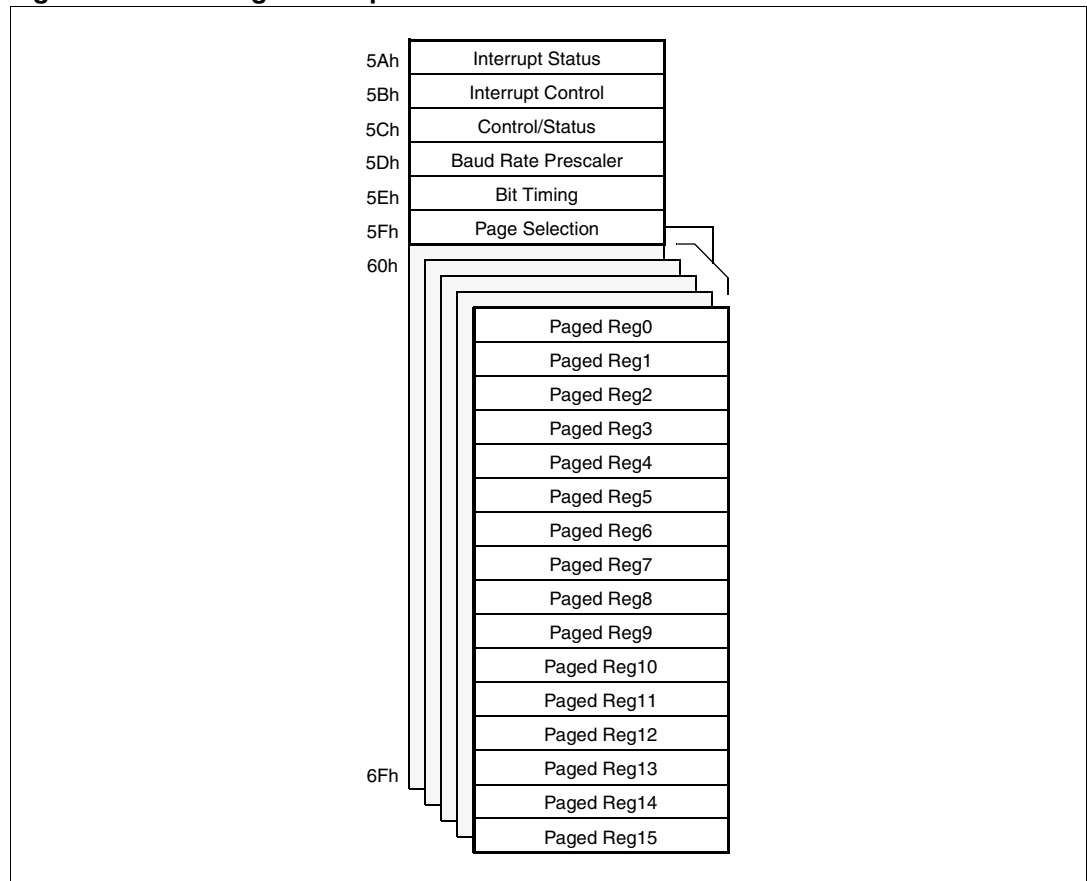 5Ah Interrupt Status
5Bh Interrupt Control
5Ch Control/Status
5Dh Baud Rate Prescaler
5Eh Bit Timing
5Fh Page Selection
60h
Paged Reg0
Paged Reg1
Paged Reg2
Paged Reg3
Paged Reg4
Paged Reg5
Paged Reg6
Paged Reg7
Paged Reg8
Paged Reg9
Paged Reg10
Paged Reg11
Paged Reg12
6Fh Paged Reg13
Paged Reg14
Paged Reg15